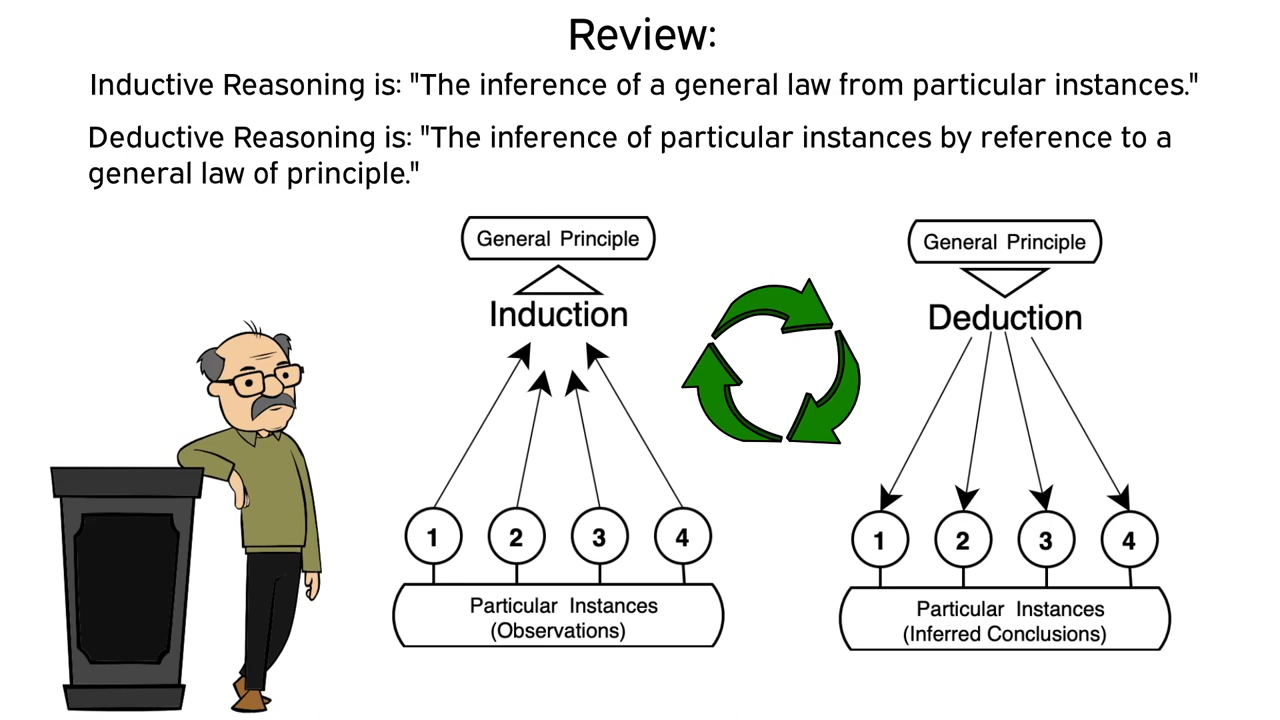 Review:
Inductive Reasoning is: "The inference of a general law from particular instances."
Deductive Reasoning is: "The inference of particular instances by reference to a
general law of principle."
General Principle
Induction
1 2 3 4
Particular Instances
(Observations)
General Principle
Deduction
1 2 3 4
Particular Instances
(Inferred Conclusions)